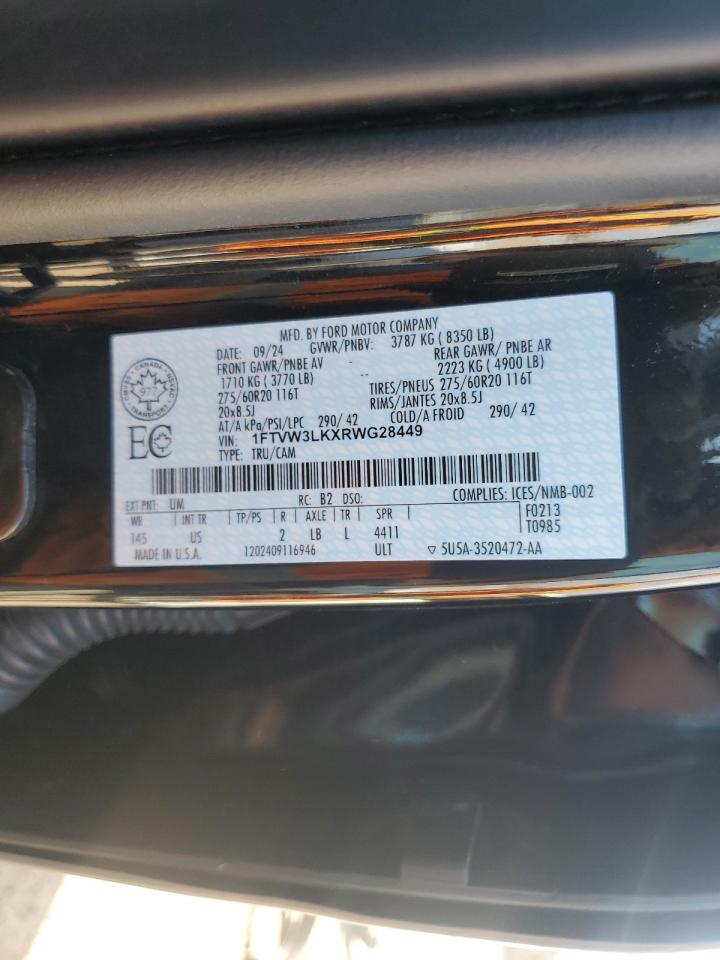 MFD. BY FORD MOTOR COMPANY
DATE: 09/24 GVWR/PNBV: 3787 KG ( 8350 LB)
FRONT GAWR/PNBE AV REAR GAWR/ PNBE AR
1710 KG ( 3770 LB) 2223 KG ( 4900 LB)
275/60R20 116T TIRES/PNEUS 275/60R20 116T
20x8.5J RIMS/JANTES 20x8.5J
AT/A kPa/PSI/LPC 290/ 42 COLD/A FROID 290/ 42
VIN: 1FTVW3LKXRWG28449
TYPE: TRU/CAM
CANADA
977
TRANSPORT
EC
EXT PNT: UM RC: B2 DSO: COMPLIES: ICES/NMB-002
WB INT TR TP/PS R AXLE TR SPR F0213
145 US 2 LB L 4411 T0985
MADE IN U.S.A. 1202409116946 ULT 5U5A-3520472-AA